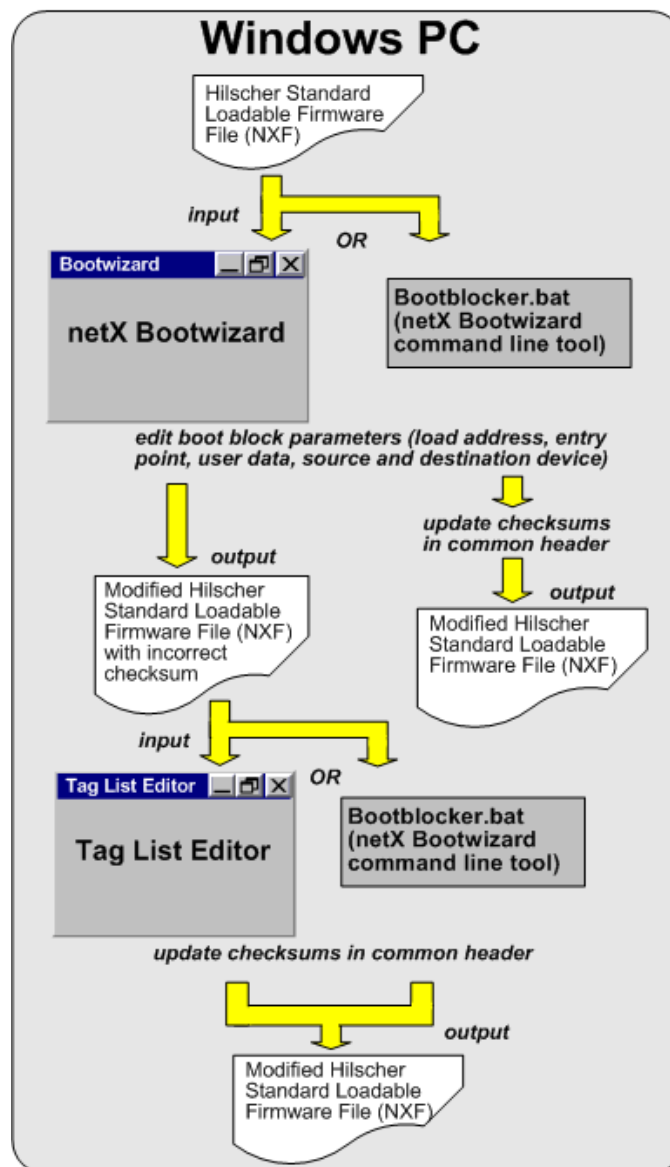 Windows PC
Hilscher Standard
Loadable Firmware
File (NXF)
input
OR
Bootwizard
netX Bootwizard
Bootblocker.bat
(netX Bootwizard
command line tool)
edit boot block parameters (load address, entry
point, user data, source and destination device)
update checksums
in common header
output
output
Modified Hilscher
Standard Loadable
Firmware File (NXF)
with incorrect
checksum
Modified Hilscher
Standard Loadable
Firmware File (NXF)
input
OR
Tag List Editor
Tag List Editor
Bootblocker.bat
(netX Bootwizard
command line tool)
update checksums in common header
output
Modified Hilscher
Standard Loadable
Firmware File (NXF)